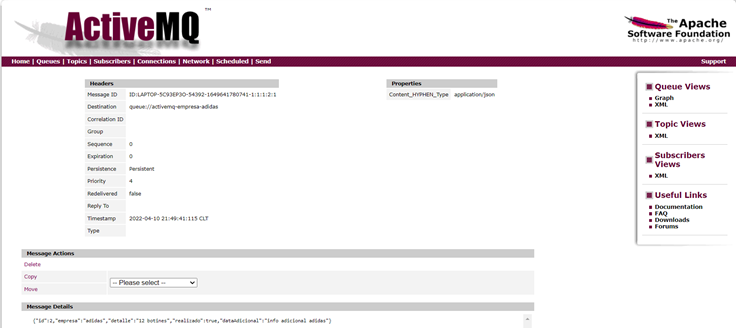 ActiveMQ™
The Apache
Software Foundation
http://www.apache.org/
Home | Queues | Topics | Subscribers | Connections | Network | Scheduled | Send
Support
Headers
Message ID ID:LAPTOP-5C93EP3O-54392-1649641780741-1:1:1:2:1
Destination queue://activemq-empresa-adidas
Correlation ID
Group
Sequence 0
Expiration 0
Persistence Persistent
Priority 4
Redelivered false
Reply To
Timestamp 2022-04-10 21:49:41:115 CLT
Type
Properties
Content_HYPHEN_Type application/json
Queue Views
Graph
XML
Topic Views
XML
Subscribers
Views
XML
Useful Links
Documentation
FAQ
Downloads
Forums
Message Actions
Delete
Copy
-- Please select --
Move
Message Details
{"id":2,"empresa":"adidas","detalle":"12 botines","realizado":true,"dataAdicional":"info adicional adidas"}